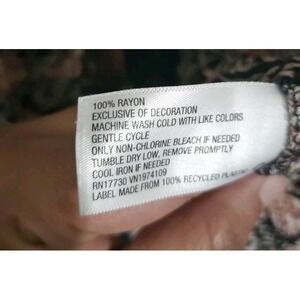 100% RAYON
EXCLUSIVE OF DECORATION
MACHINE WASH COLD WITH LIKE COLORS
GENTLE CYCLE
ONLY NON-CHLORINE BLEACH IF NEEDED
TUMBLE DRY LOW, REMOVE PROMPTLY
COOL IRON IF NEEDED
RN17730 VN1974109
LABEL MADE FROM 100% RECYCLED PLASTIC